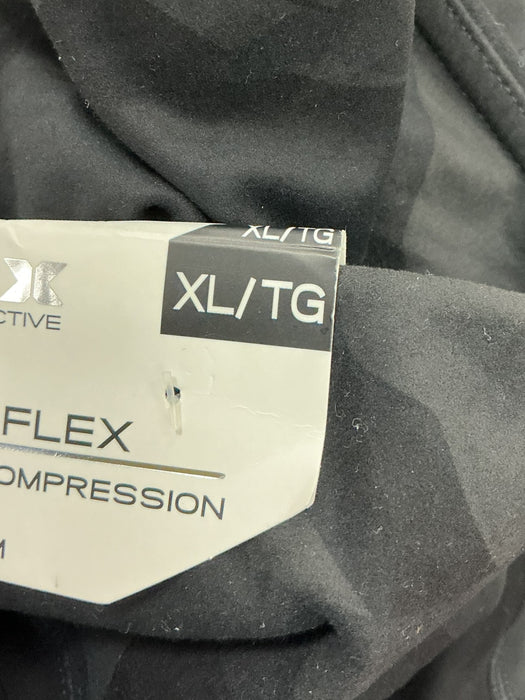 XL/TG
XL/TG
CTIVE
FLEX
OMPRESSION
M